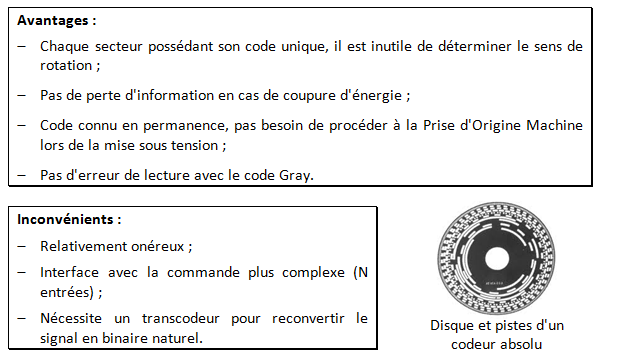 Avantages :
– Chaque secteur possédant son code unique, il est inutile de déterminer le sens de
rotation ;
– Pas de perte d'information en cas de coupure d'énergie ;
– Code connu en permanence, pas besoin de procéder à la Prise d'Origine Machine
lors de la mise sous tension ;
– Pas d'erreur de lecture avec le code Gray.
Inconvénients :
– Relativement onéreux ;
– Interface avec la commande plus complexe (N
entrées) ;
– Nécessite un transcodeur pour reconvertir le
signal en binaire naturel.
Disque et pistes d'un
codeur absolu